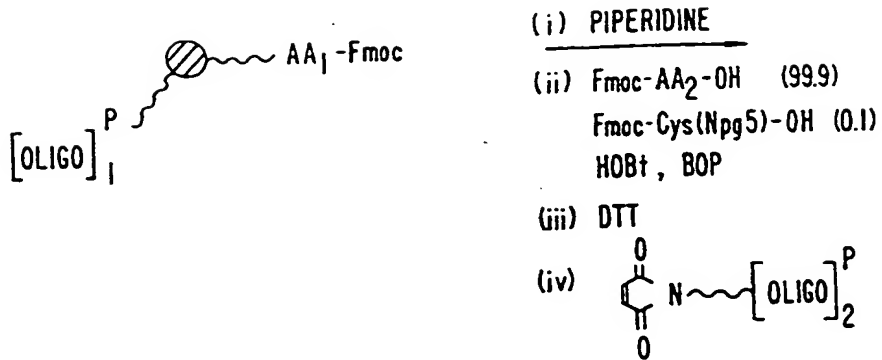 AA1-Fmoc
P
[OLIGO]
1
(i) PIPERIDINE
(ii) Fmoc-AA2-OH (99.9)
Fmoc-Cys(Npg5)-OH (0.1)
HOBt, BOP
(iii) DTT
(iv)
O
N
[OLIGO]
P
2
O